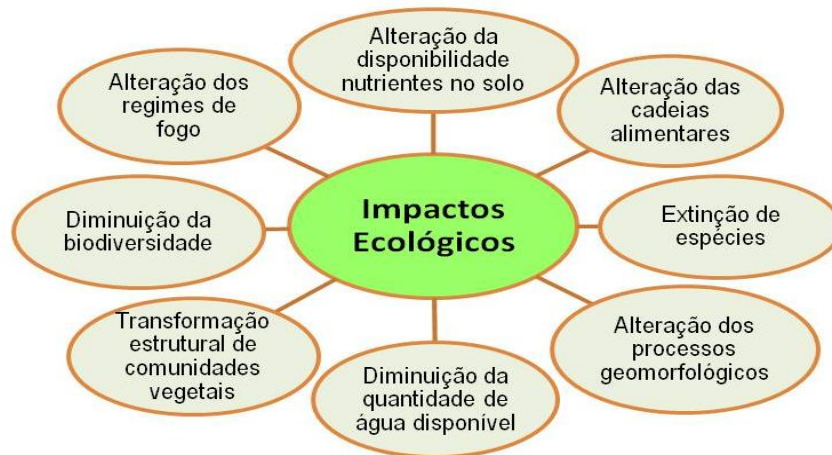 Alteração da
disponibilidade
nutrientes no solo
Alteração dos
regimes de
fogo
Alteração das
cadeias
alimentares
Impactos
Ecológicos
Diminuição da
biodiversidade
Extinção de
espécies
Transformação
estrutural de
comunidades
vegetais
Diminuição da
quantidade de
água disponível
Alteração dos
processos
geomorfológicos